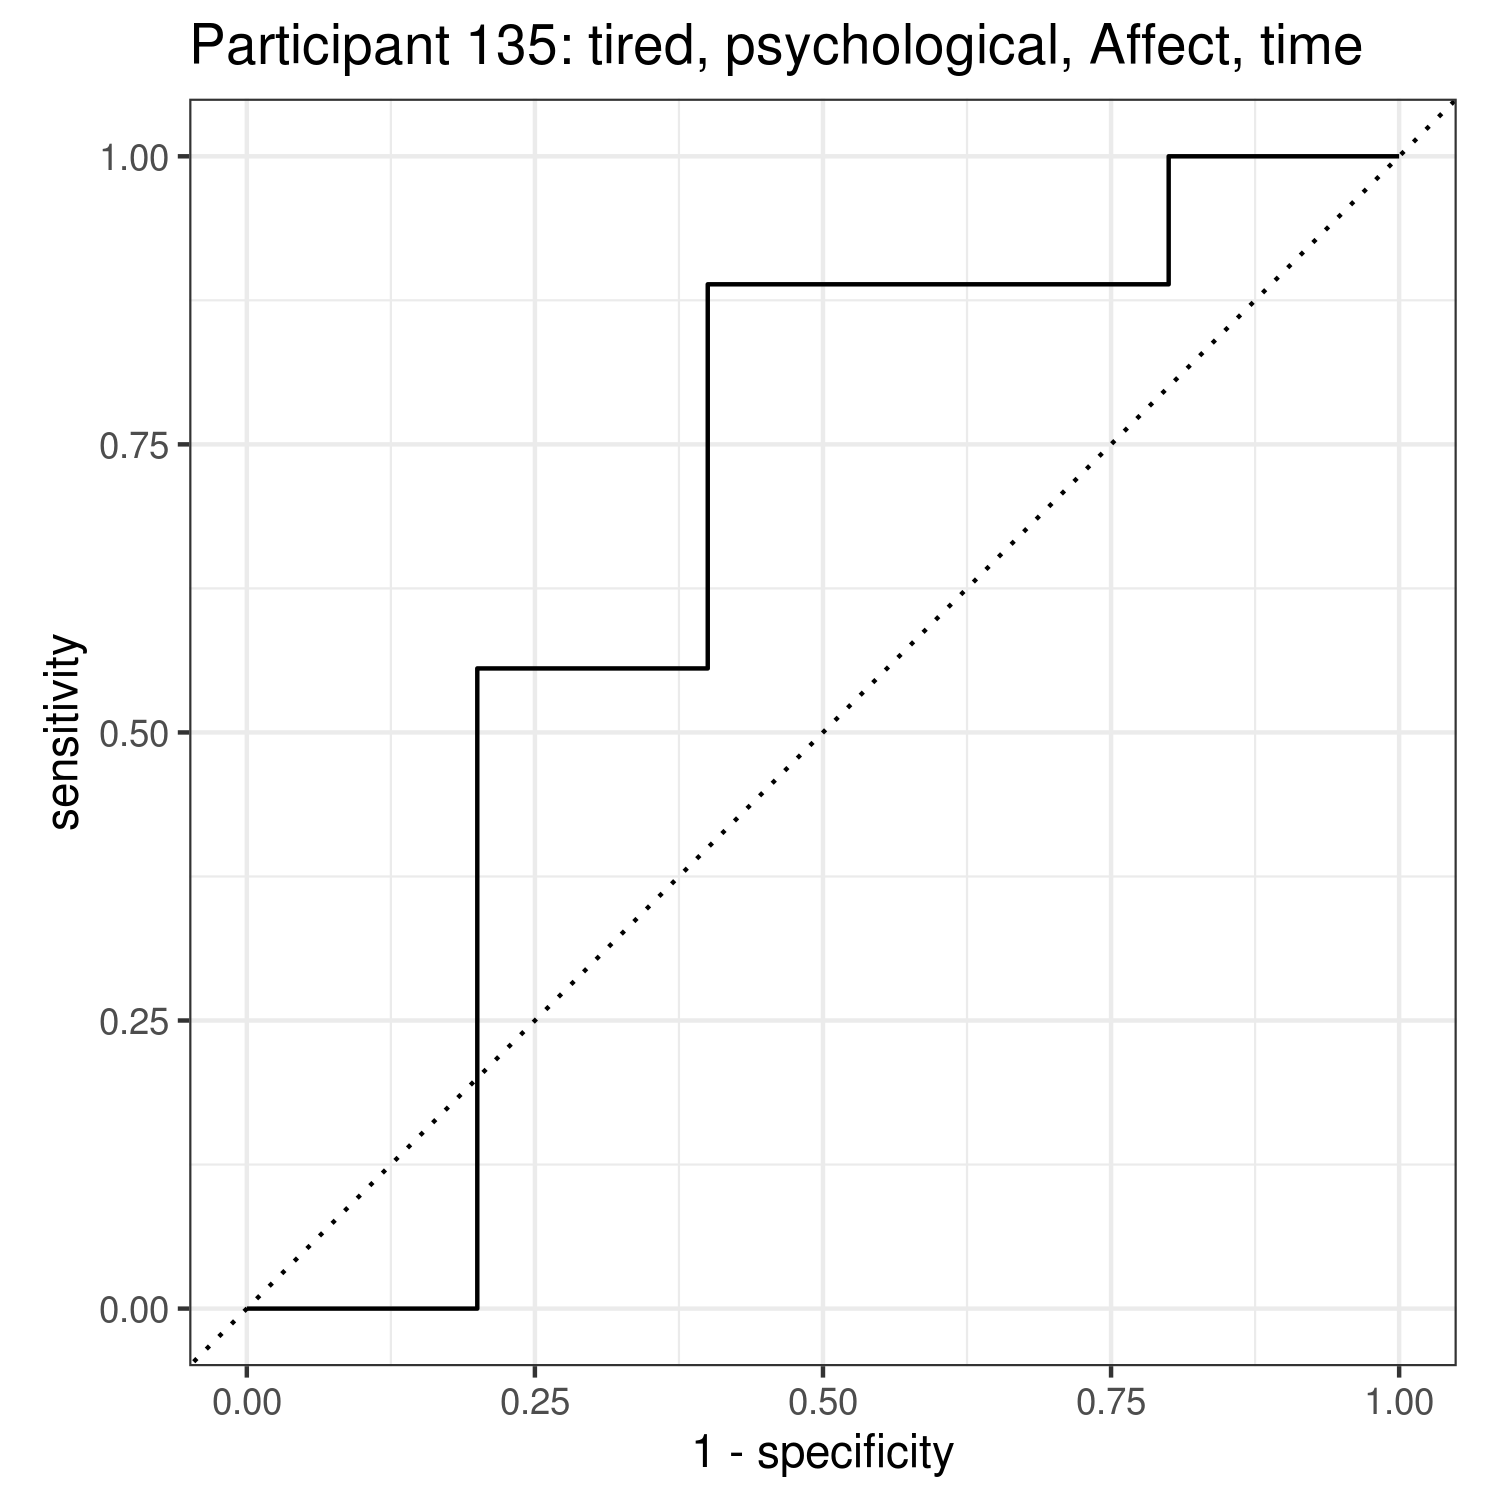 Participant 135: tired, psychological, Affect, time
1.00
0.75
0.50
0.25
0.00
sensitivity
0.00 0.25 0.50 0.75 1.00
1 - specificity